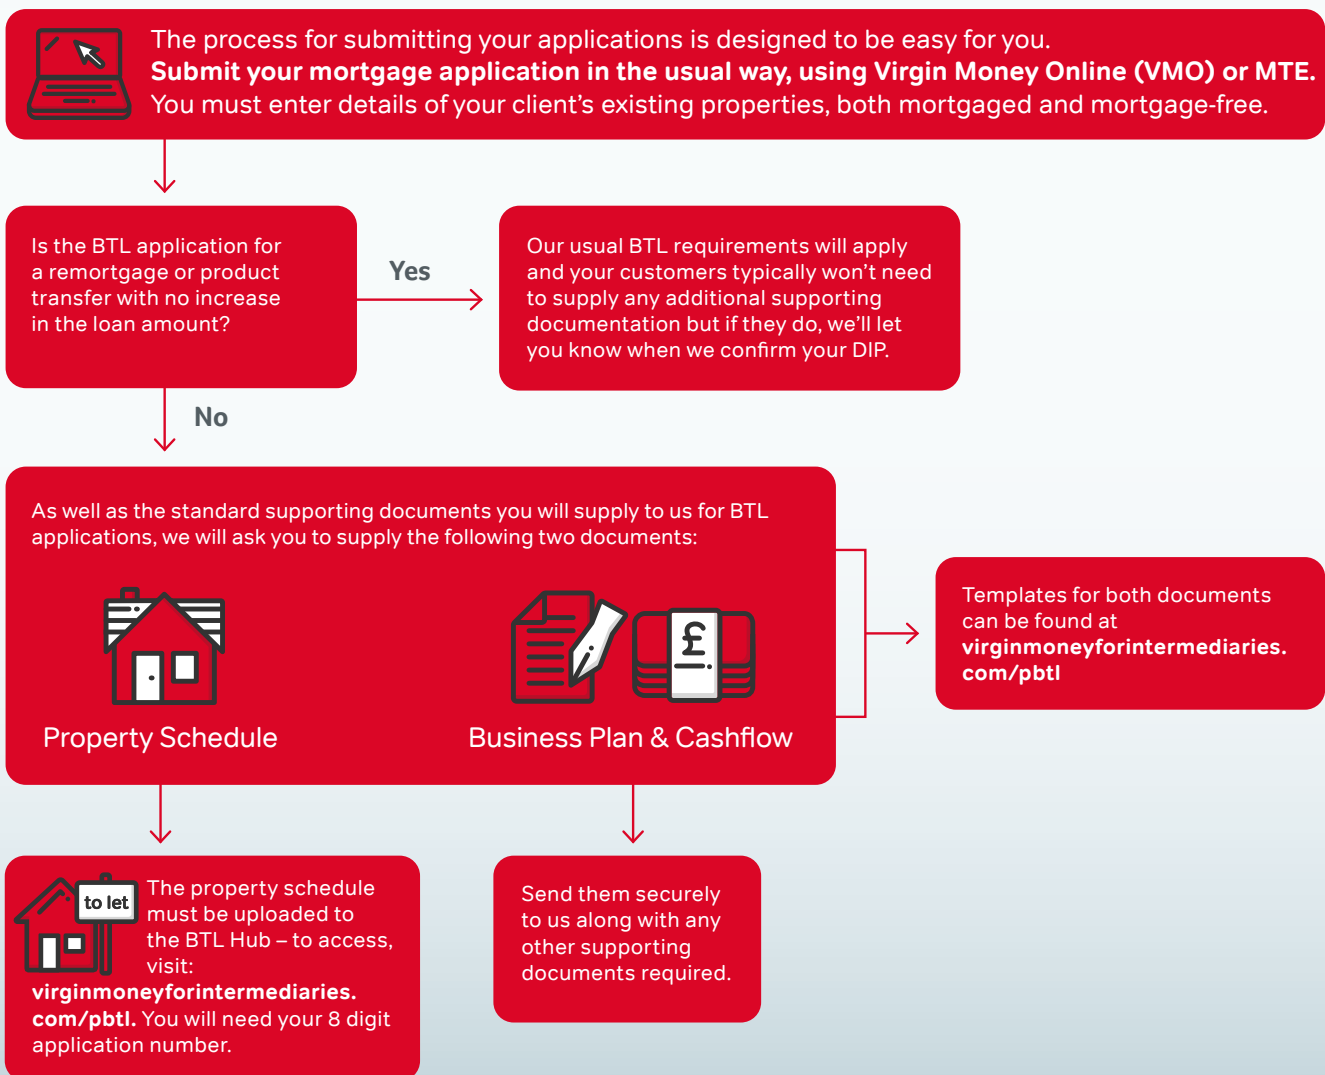 The process for submitting your applications is designed to be easy for you.
Submit your mortgage application in the usual way, using Virgin Money Online (VMO) or MTE.
You must enter details of your client’s existing properties, both mortgaged and mortgage-free.
Is the BTL application for
a remortgage or product
transfer with no increase
in the loan amount?
Yes
Our usual BTL requirements will apply
and your customers typically won’t need
to supply any additional supporting
documentation but if they do, we’ll let
you know when we confirm your DIP.
No
As well as the standard supporting documents you will supply to us for BTL
applications, we will ask you to supply the following two documents:
£
Property Schedule
Business Plan & Cashflow
Templates for both documents
can be found at
virginmoneyforintermediaries.
com/pbtl
to let
The property schedule
must be uploaded to
the BTL Hub – to access,
visit:
virginmoneyforintermediaries.
com/pbtl. You will need your 8 digit
application number.
Send them securely
to us along with any
other supporting
documents required.